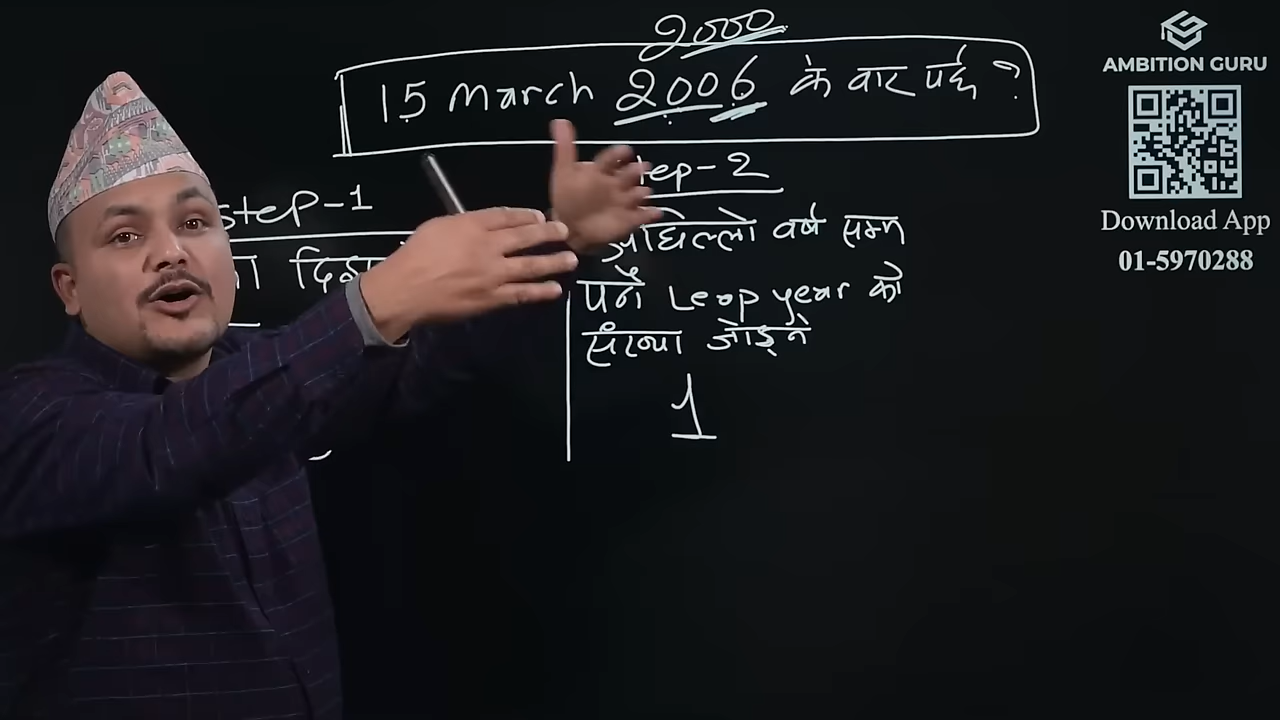 2000
15 March 2006 के वार पर्छ ?
step-1
दिन
step-2
अघिल्लो वर्ष सम्म
पर्ने Leap year को
संख्या जोड्ने
1
AMBITION GURU
Download App
01-5970288